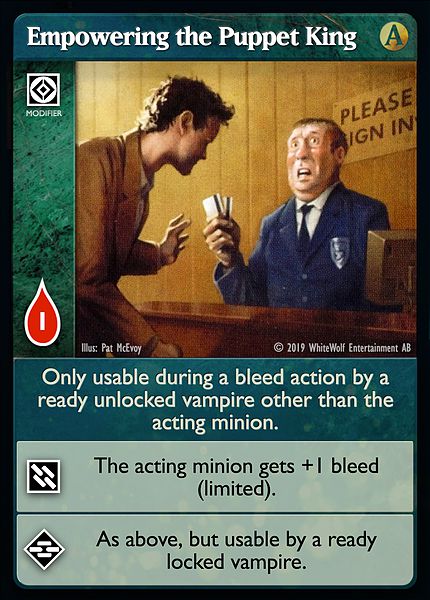 Empowering the Puppet King
A
MODIFIER
PLEASE
SIGN IN
1
Illus: Pat McEvoy
© 2019 WhiteWolf Entertainment AB
Only usable during a bleed action by a
ready unlocked vampire other than the
acting minion.
The acting minion gets +1 bleed
(limited).
As above, but usable by a ready
locked vampire.